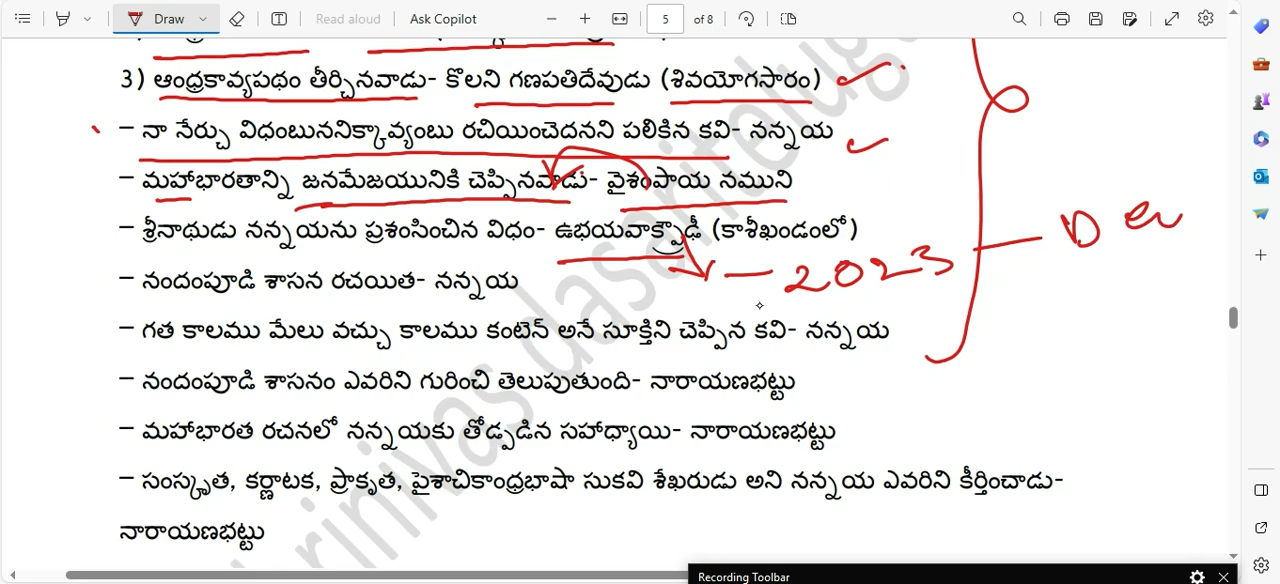 Draw
Read aloud
Ask Copilot
5 of 8
3) ఆంధ్రకావ్యపథం తీర్చినవాడు- కొలని గణపతిదేవుడు (శివయోగసారం)
– నా నేర్చు విధంబుననిక్కావ్యంబు రచియించెదనని పలికిన కవి- నన్నయ
– మహాభారతాన్ని జనమేజయునికి చెప్పినవాడు- వైశంపాయ నముని
– శ్రీనాథుడు నన్నయను ప్రశంసించిన విధం- ఉభయవాక్ప్రౌఢీ (కాశీఖండంలో)
– 2023
– నందంపూడి శాసన రచయిత- నన్నయ
– గత కాలము మేలు వచ్చు కాలము కంటెన్ అనే సూక్తిని చెప్పిన కవి- నన్నయ
– నందంపూడి శాసనం ఎవరిని గురించి తెలుపుతుంది- నారాయణభట్టు
– మహాభారత రచనలో నన్నయకు తోడ్పడిన సహాధ్యాయి- నారాయణభట్టు
– సంస్కృత, కర్ణాటక, ప్రాకృత, పైశాచికాంధ్రభాషా సుకవి శేఖరుడు అని నన్నయ ఎవరిని కీర్తించాడు-
నారాయణభట్టు
rinivas dasaritelugu
Recording Toolbar